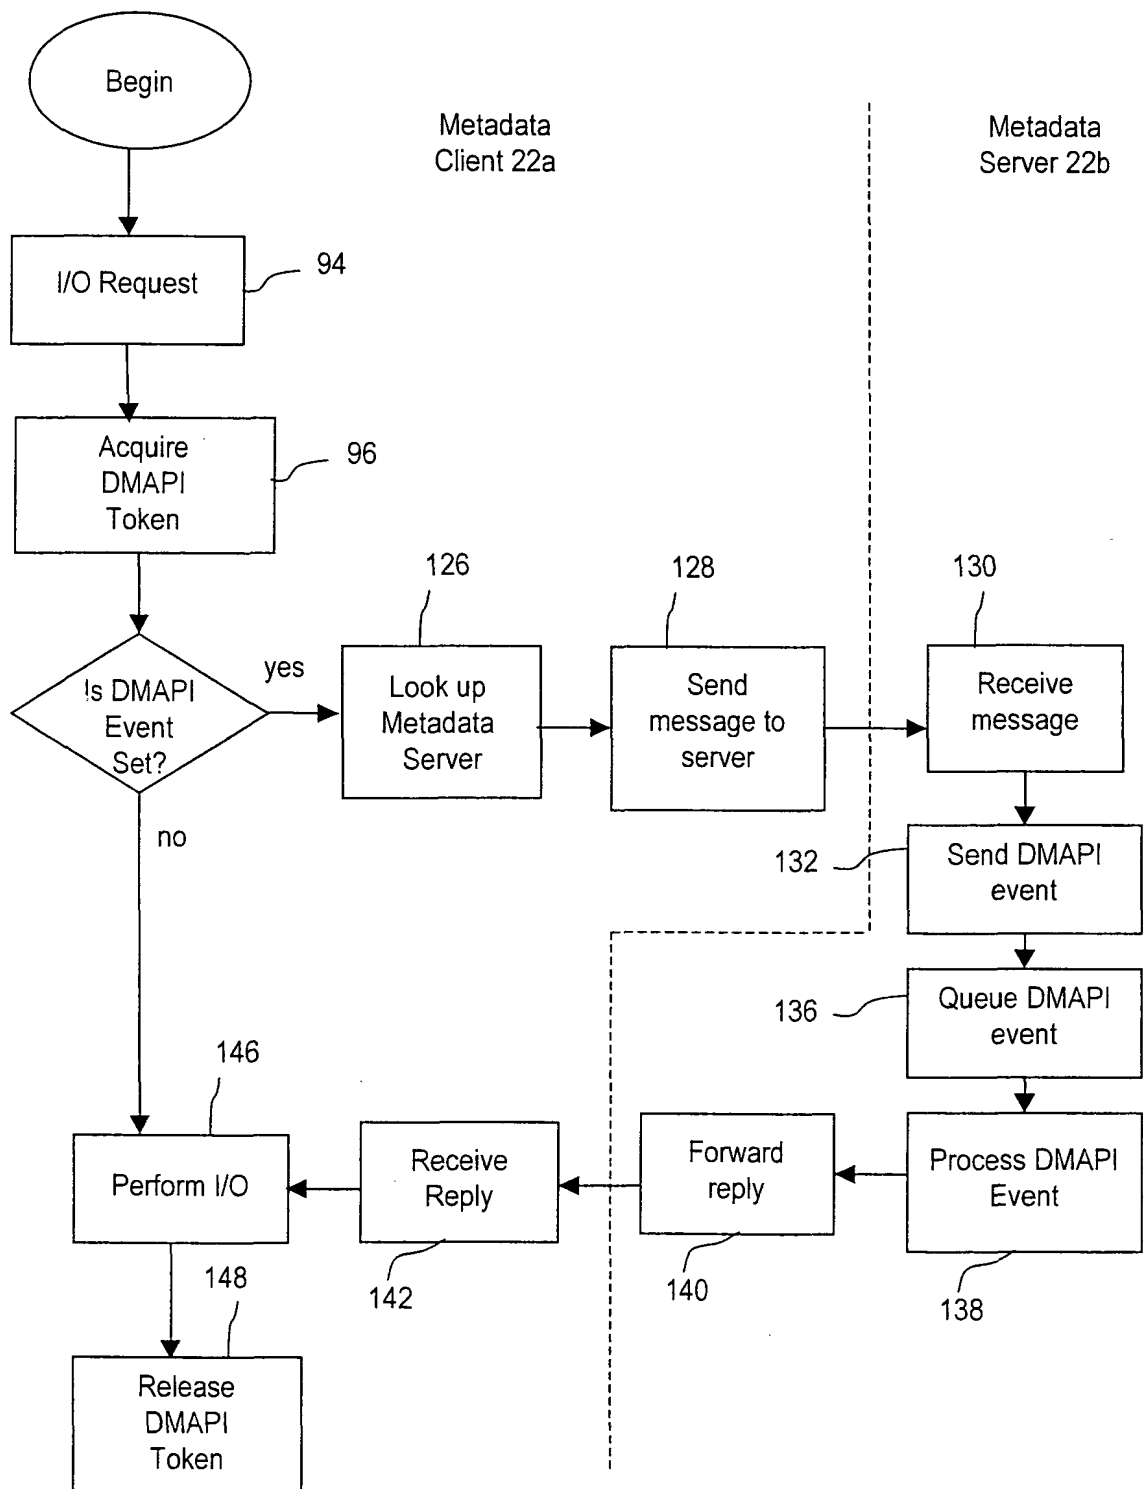 Begin
Metadata
Client 22a
Metadata
Server 22b
I/O Request
94
Acquire
DMAPI
Token
96
Is DMAPI
Event
Set?
yes
no
126
Look up
Metadata
Server
128
Send
message to
server
130
Receive
message
132
Send DMAPI
event
136
Queue DMAPI
event
Process DMAPI
Event
138
Forward
reply
140
Receive
Reply
142
146
Perform I/O
148
Release
DMAPI
Token